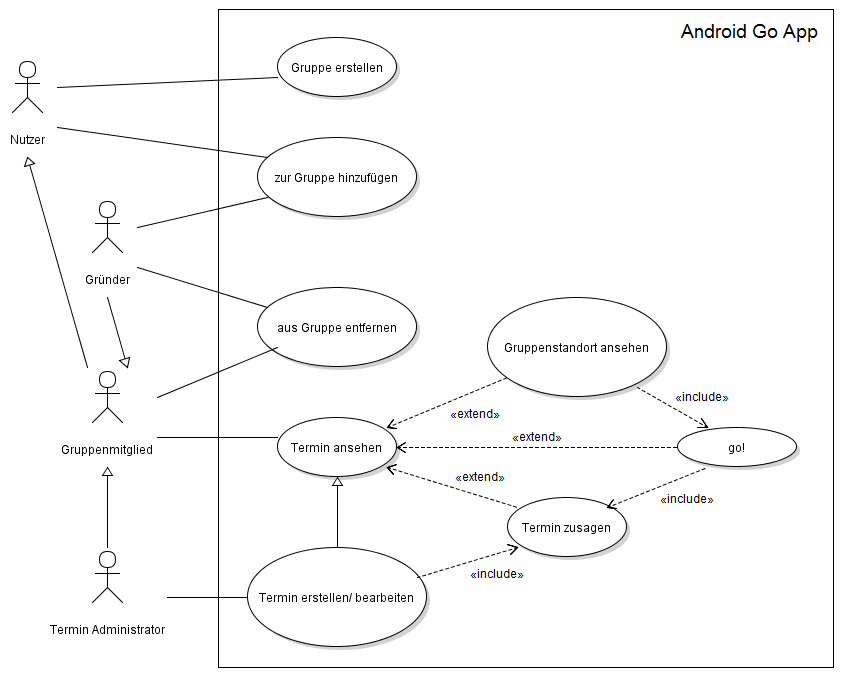 Android Go App
Gruppe erstellen
Nutzer
zur Gruppe hinzufügen
Gründer
aus Gruppe entfernen
Gruppenstandort ansehen
«include»
«extend»
Gruppenmitglied
Termin ansehen
«extend»
go!
«extend»
«include»
Termin zusagen
«include»
Termin erstellen/ bearbeiten
Termin Administrator